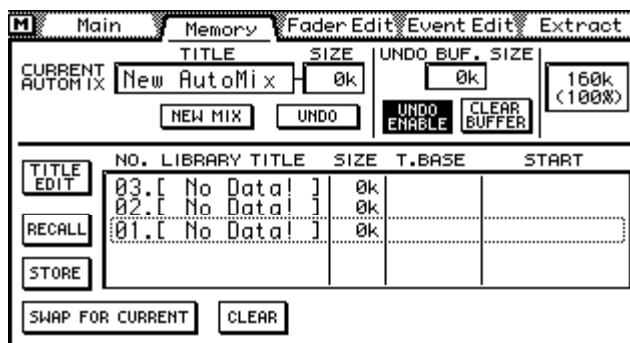 M Main Memory Fader Edit Event Edit Extract
TITLE SIZE UNDO BUF. SIZE
CURRENT AUTOMIX New AutoMix 0k 0k 160k (100%)
NEW MIX UNDO UNDO ENABLE CLEAR BUFFER
NO. LIBRARY TITLE SIZE T.BASE START
TITLE EDIT
03.[ No Data! ] 0k
02.[ No Data! ] 0k
RECALL 01.[ No Data! ] 0k
STORE
SWAP FOR CURRENT CLEAR